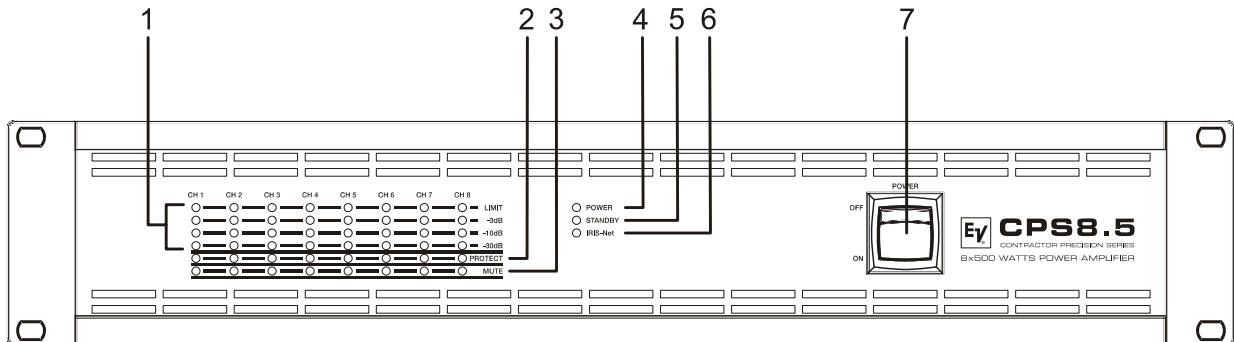 1 2 3 4 5 6 7
POWER
CH 1 CH 2 CH 3 CH 4 CH 5 CH 6 CH 7 CH 8
LIMIT
-3dB
-10dB
-30dB
PROTECT
MUTE
POWER
STANDBY
IRIS-Net
OFF
ON
EV
CPS8.5
CONTRACTOR PRECISION SERIES
8x500 WATTS POWER AMPLIFIER